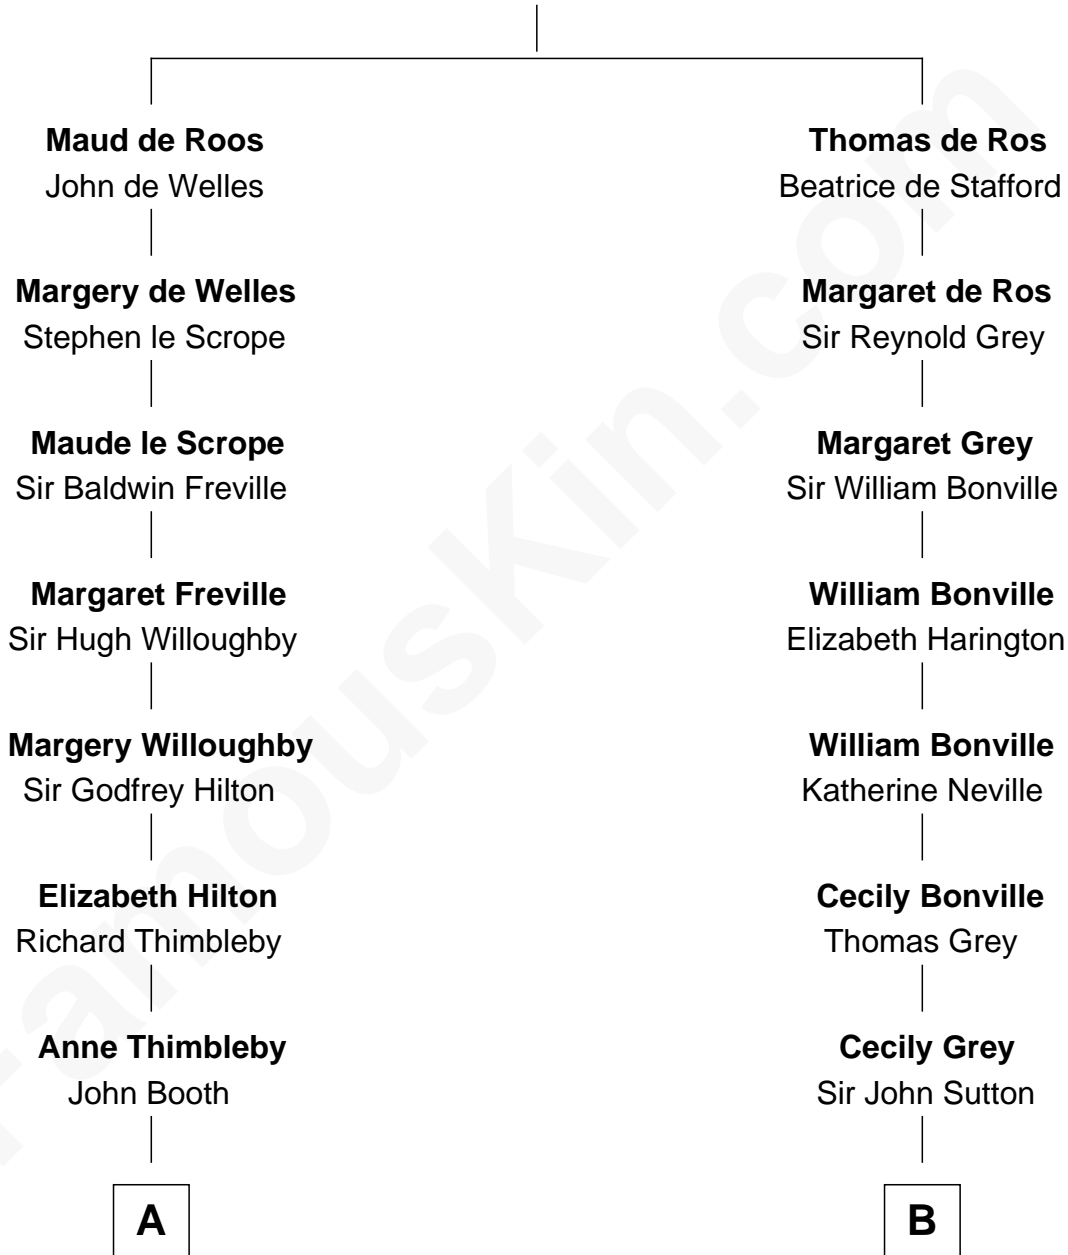 Maud de Roos
John de Welles
Thomas de Ros
Beatrice de Stafford
Margery de Welles
Stephen le Scrope
Margaret de Ros
Sir Reynold Grey
Maude le Scrope
Sir Baldwin Freville
Margaret Grey
Sir William Bonville
Margaret Freville
Sir Hugh Willoughby
William Bonville
Elizabeth Harington
Margery Willoughby
Sir Godfrey Hilton
William Bonville
Katherine Neville
Elizabeth Hilton
Richard Thimbleby
Cecily Bonville
Thomas Grey
Anne Thimbleby
John Booth
Cecily Grey
Sir John Sutton
A
B
FamousKin.com